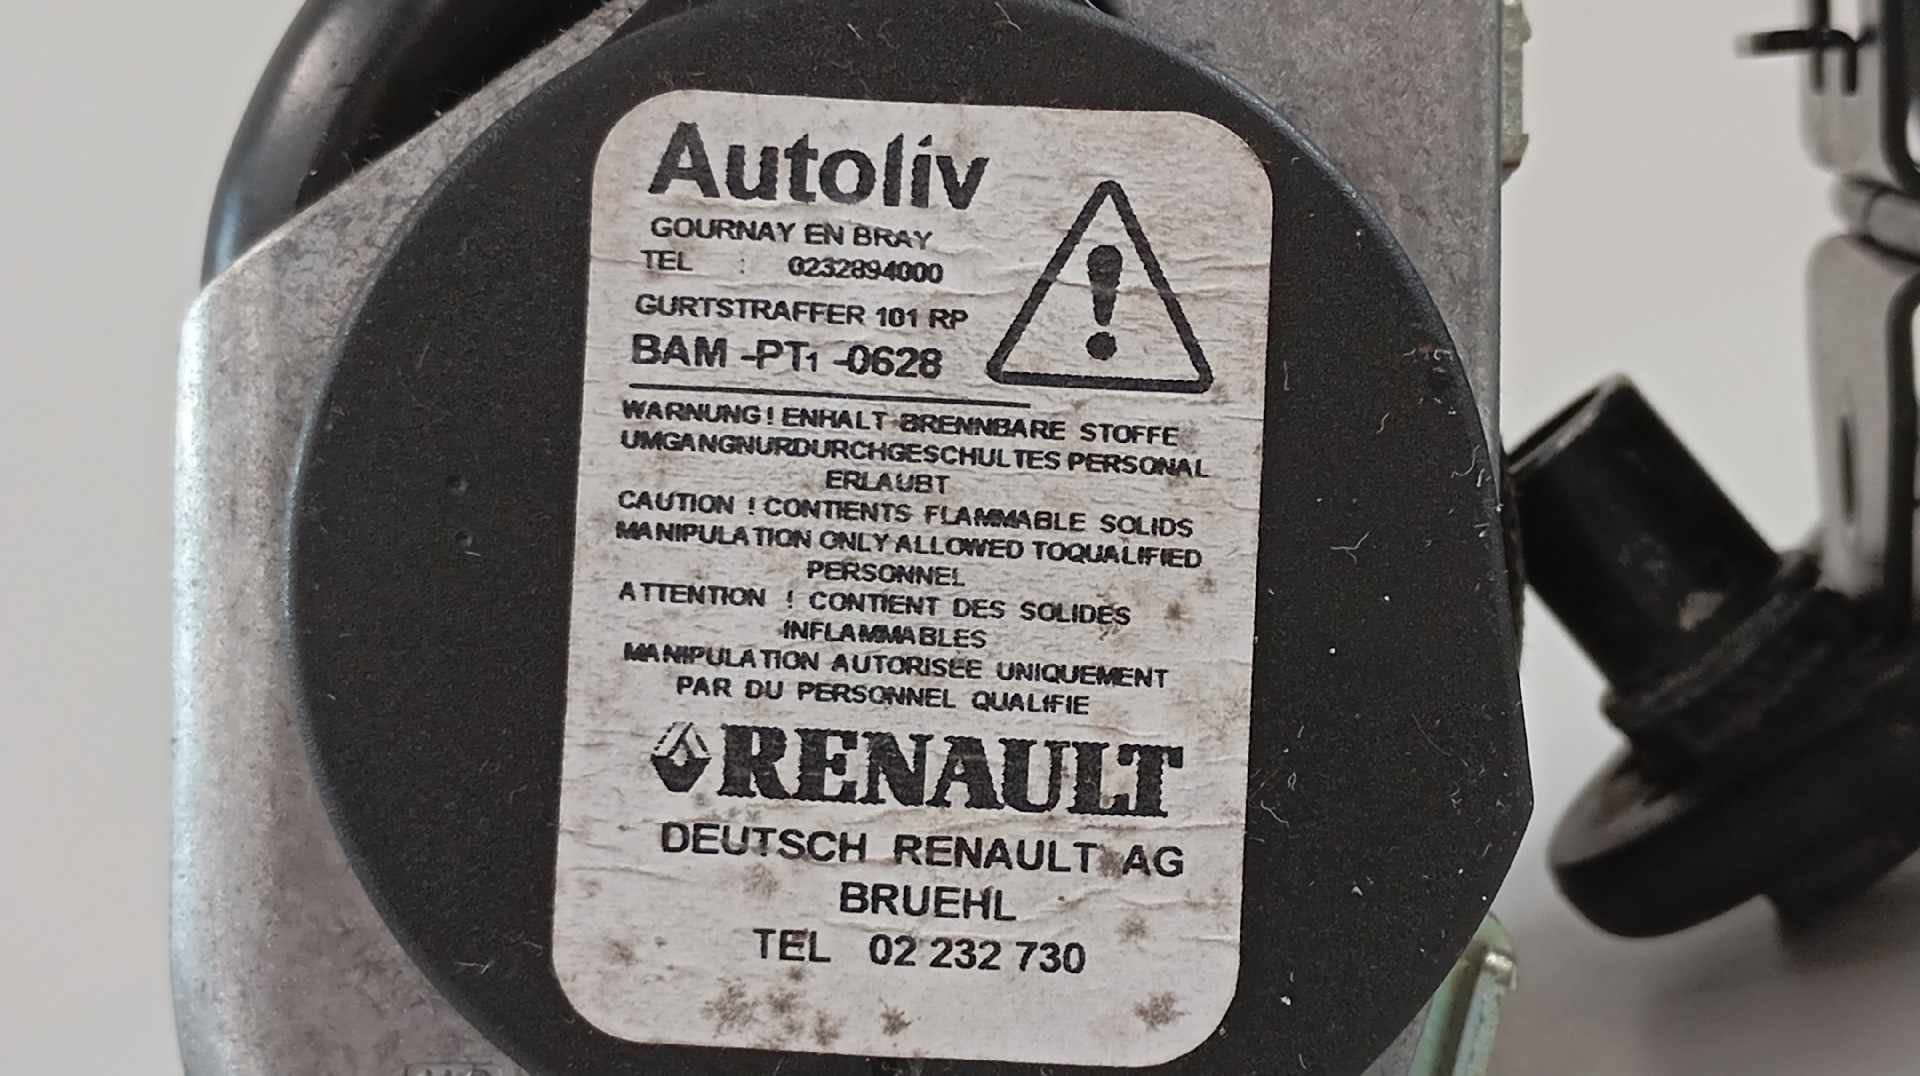 Autoliv
GOURNAY EN BRAY
TEL : 0232894000
GURTSTRAFFER 101 RP
BAM -PT1 -0628
WARNUNG ! ENHALT BRENNBARE STOFFE
UMGANGNURDURCHGESCHULTES PERSONAL
ERLAUBT
CAUTION ! CONTIENTS FLAMMABLE SOLIDS
MANIPULATION ONLY ALLOWED TOQUALIFIED
PERSONNEL
ATTENTION ! CONTIENT DES SOLIDES
INFLAMMABLES
MANIPULATION AUTORISEE UNIQUEMENT
PAR DU PERSONNEL QUALIFIE
RENAULT
DEUTSCH RENAULT AG
BRUEHL
TEL 02 232 730